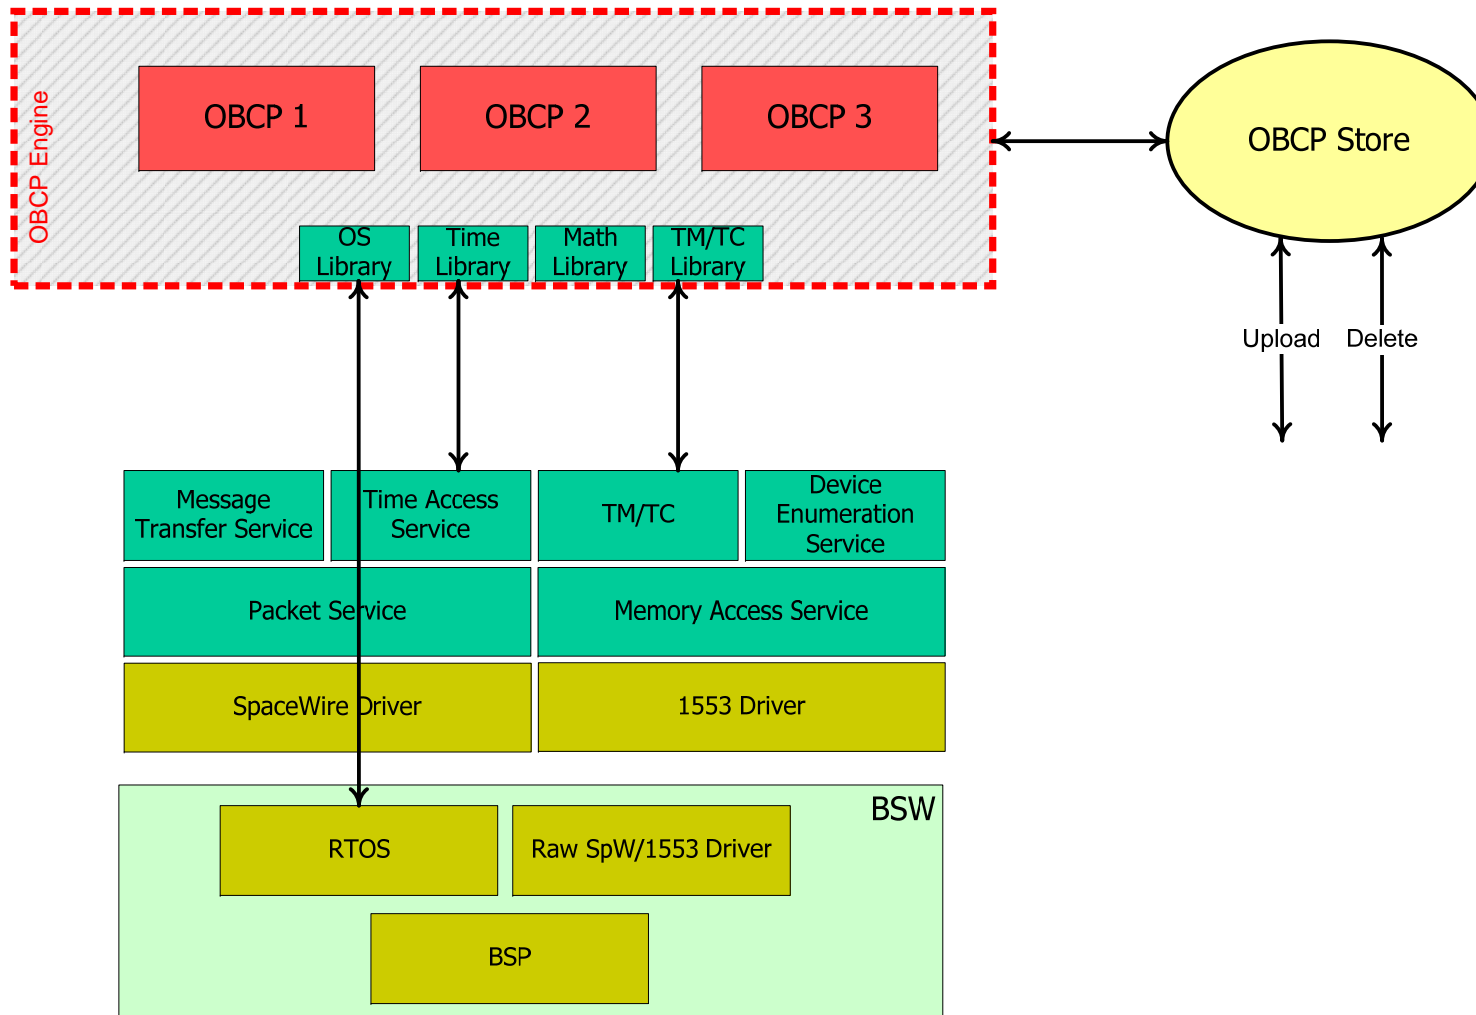 OBCP Engine
OBCP 1
OBCP 2
OBCP 3
OBCP Store
OS
Library
Time
Library
Math
Library
TM/TC
Library
Upload
Delete
Message
Transfer Service
Time Access
Service
TM/TC
Device
Enumeration
Service
Packet Service
Memory Access Service
SpaceWire Driver
1553 Driver
BSW
RTOS
Raw SpW/1553 Driver
BSP